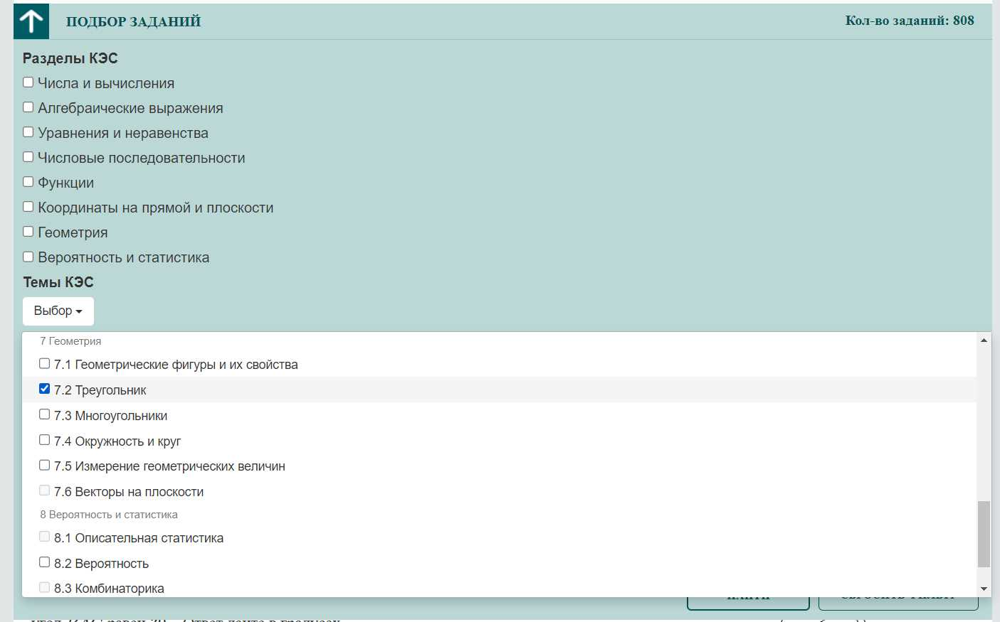 ПОДБОР ЗАДАНИЙ
Кол-во заданий: 808
Разделы КЭС
Числа и вычисления
Алгебраические выражения
Уравнения и неравенства
Числовые последовательности
Функции
Координаты на прямой и плоскости
Геометрия
Вероятность и статистика
Темы КЭС
Выбор
7 Геометрия
7.1 Геометрические фигуры и их свойства
7.2 Треугольник
7.3 Многоугольники
7.4 Окружность и круг
7.5 Измерение геометрических величин
7.6 Векторы на плоскости
8 Вероятность и статистика
8.1 Описательная статистика
8.2 Вероятность
8.3 Комбинаторика